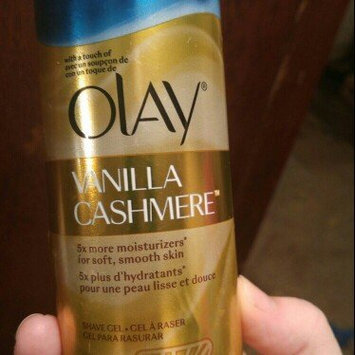 with a touch of
avec un soupçon de
con un toque de
OLAY®
VANILLA
CASHMERE™
5x more moisturizers*
for soft, smooth skin
5x plus d'hydratants*
pour une peau lisse et douce
SHAVE GEL • GEL À RASER
GEL PARA RASURAR